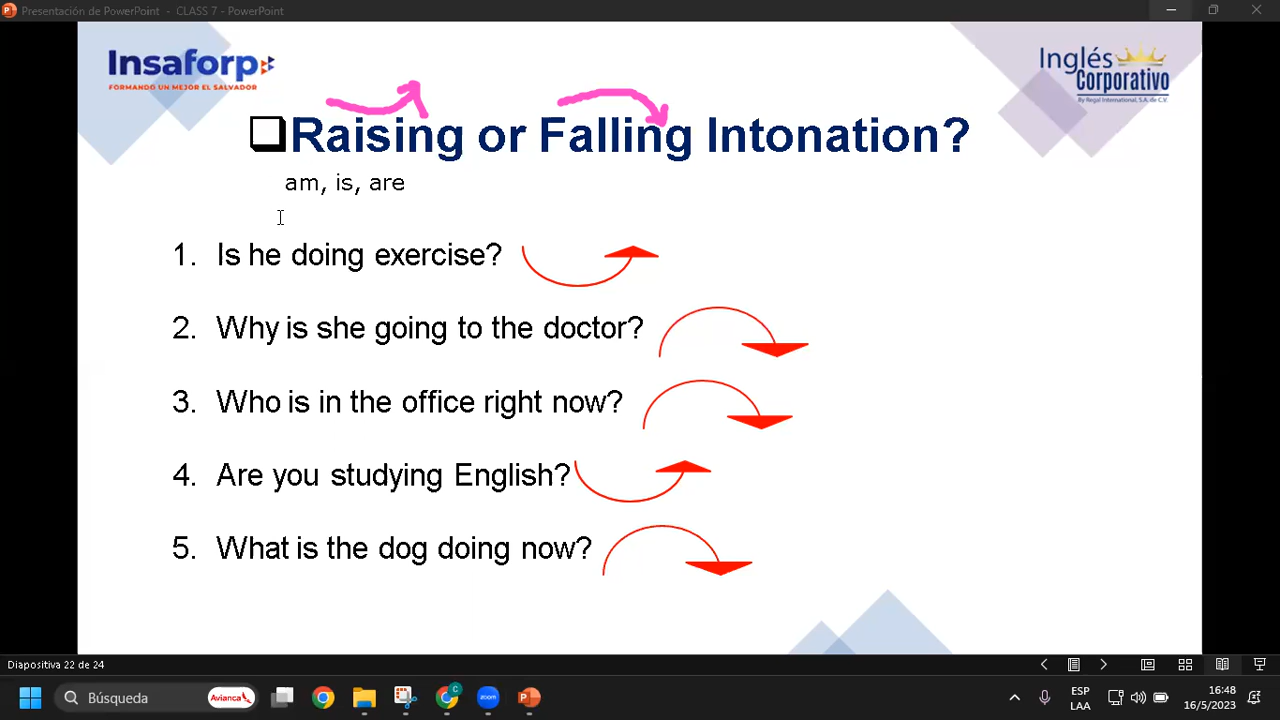 Presentación de PowerPoint - CLASS 7 - PowerPoint
Insaforp
FORMANDO UN MEJOR EL SALVADOR
Inglés
Corporativo
By Regal International, S.A. de C.V.
Raising or Falling Intonation?
am, is, are
1. Is he doing exercise?
2. Why is she going to the doctor?
3. Who is in the office right now?
4. Are you studying English?
5. What is the dog doing now?
Diapositiva 22 de 24
Búsqueda
Avianca
C
zoom
ESP
LAA
16:48
16/5/2023